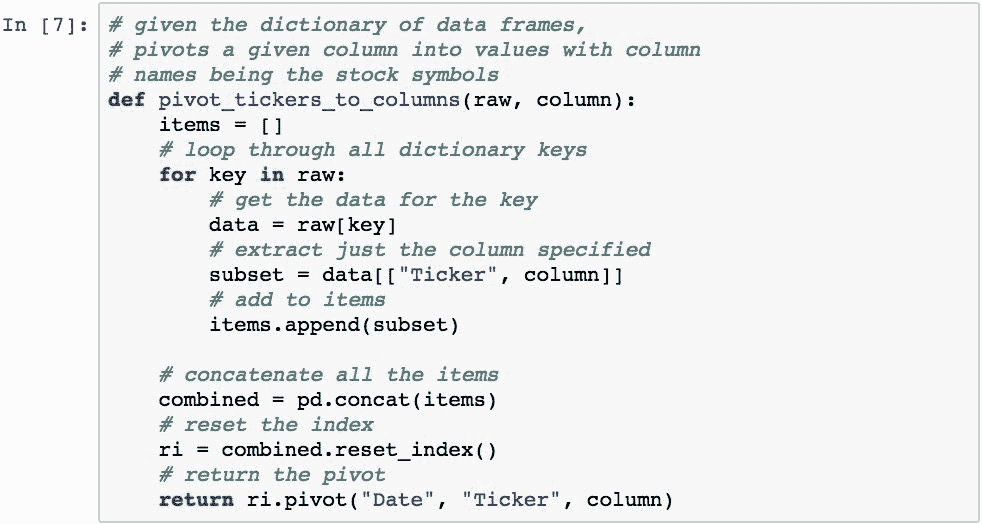 In [7]: # given the dictionary of data frames,
# pivots a given column into values with column
# names being the stock symbols
def pivot_tickers_to_columns(raw, column):
    items = []
    # loop through all dictionary keys
    for key in raw:
        # get the data for the key
        data = raw[key]
        # extract just the column specified
        subset = data[["Ticker", column]]
        # add to items
        items.append(subset)

    # concatenate all the items
    combined = pd.concat(items)
    # reset the index
    ri = combined.reset_index()
    # return the pivot
    return ri.pivot("Date", "Ticker", column)